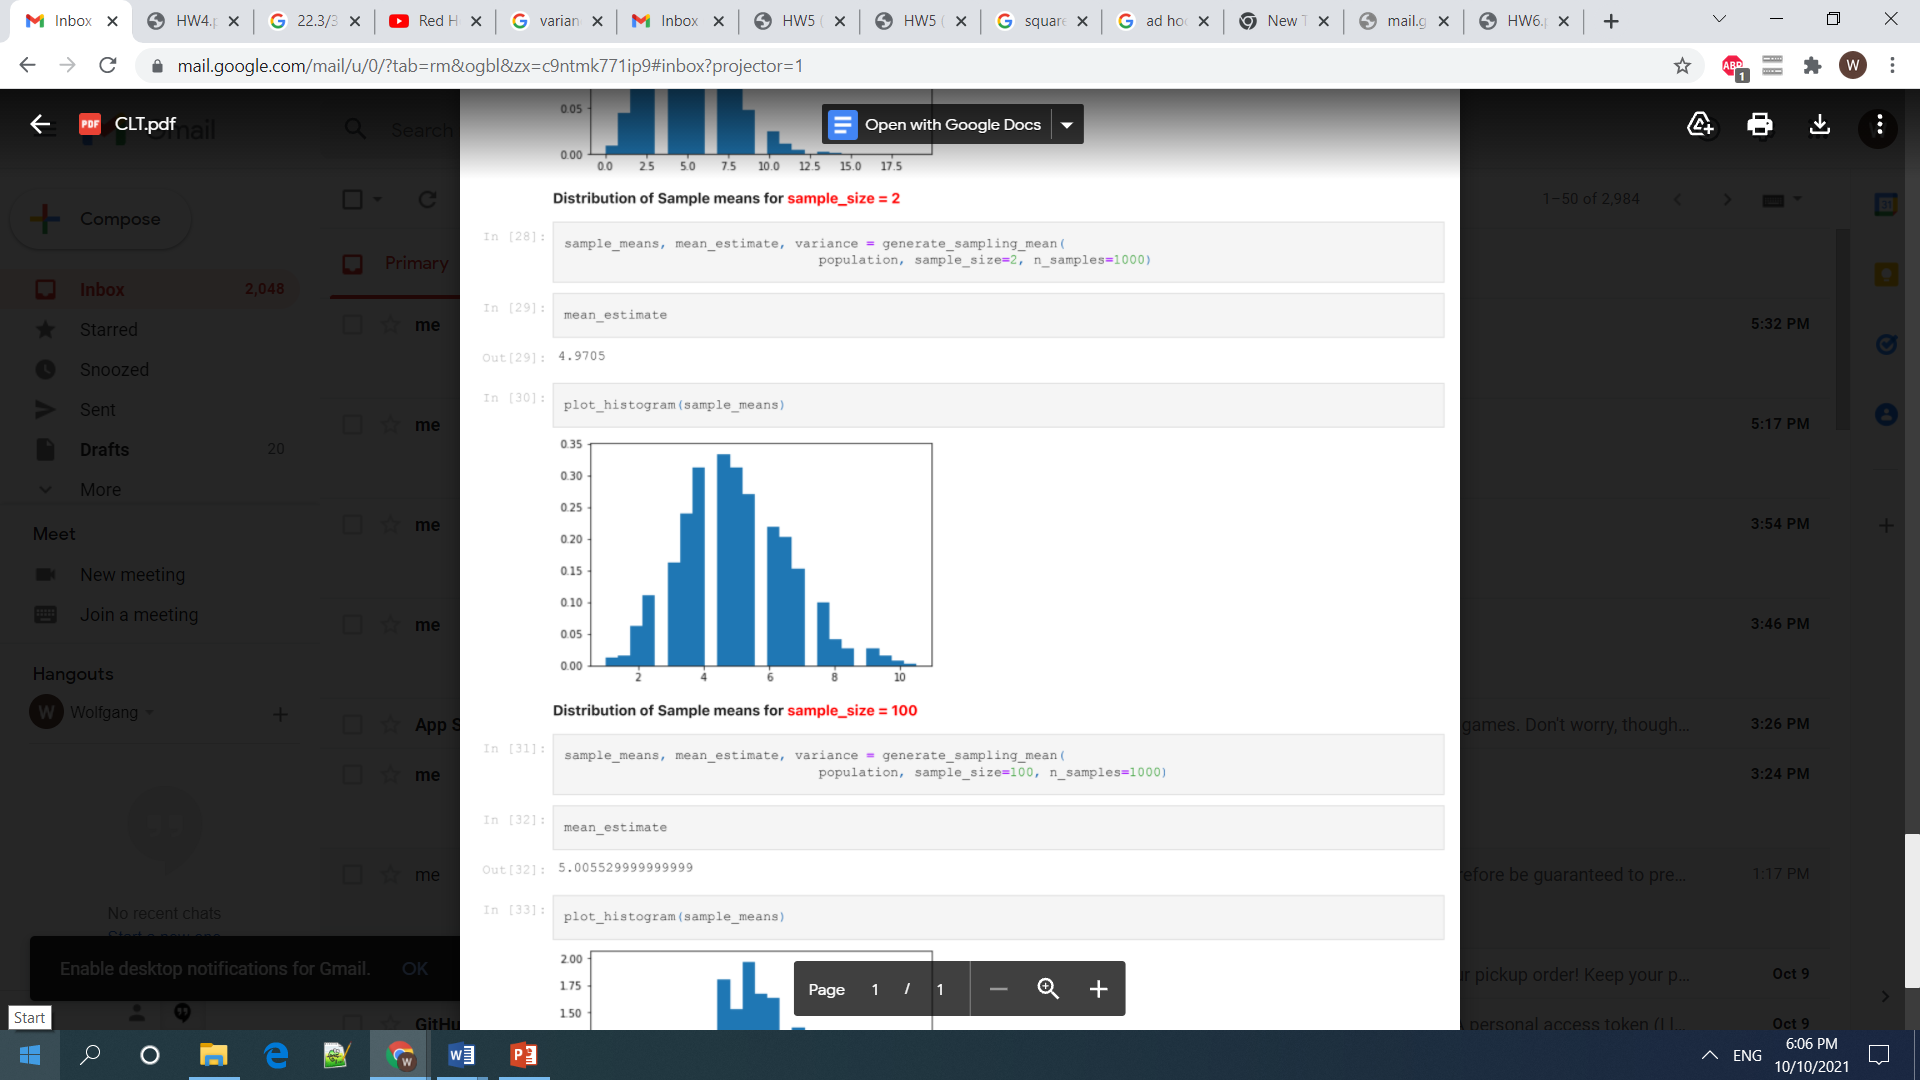 Inbox
HW4.p
22.3/3
Red H
varian
Inbox
HW5 (
HW5 (
square
ad hoc
New T
mail.g
HW6.p
mail.google.com/mail/u/0/?tab=rm&ogbl&zx=c9ntmk771ip9#inbox?projector=1
ABP
1
W
PDF
CLT.pdf
Search
Open with Google Docs
0.05
0.00
0.0 2.5 5.0 7.5 10.0 12.5 15.0 17.5
Compose
1–50 of 2,984
31
Distribution of Sample means for sample_size = 2
In [28]:
sample_means, mean_estimate, variance = generate_sampling_mean(
population, sample_size=2, n_samples=1000)
Primary
Inbox 2,048
In [29]:
mean_estimate
me
5:32 PM
Starred
Out[29]: 4.9705
Snoozed
In [30]:
plot_histogram(sample_means)
Sent
me
5:17 PM
Drafts 20
More
0.35
0.30
0.25
0.20
0.15
0.10
0.05
0.00
2 4 6 8 10
me
3:54 PM
Meet
New meeting
Join a meeting
me
3:46 PM
Hangouts
W
Wolfgang
Distribution of Sample means for sample_size = 100
App S
games. Don't worry, though...
3:26 PM
In [31]:
sample_means, mean_estimate, variance = generate_sampling_mean(
population, sample_size=100, n_samples=1000)
me
3:24 PM
In [32]:
mean_estimate
Out[32]: 5.005529999999999
me
efore be guaranteed to pre...
1:17 PM
In [33]:
plot_histogram(sample_means)
No recent chats
Start a new one
2.00
1.75
1.50
Page 1 / 1
Enable desktop notifications for Gmail. OK
r pickup order! Keep your p...
Oct 9
Start
GitHu
personal access token (
Oct 9
W
ENG
6:06 PM
10/10/2021